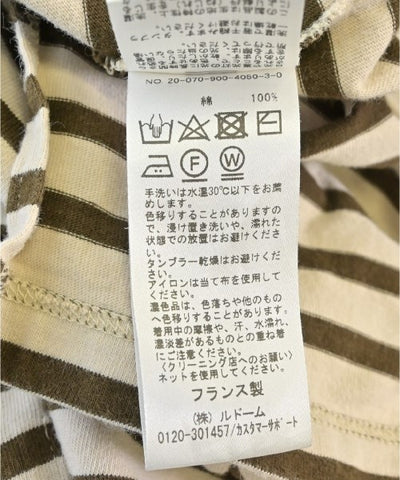 NO. 20-070-900-4050-3-0
綿 100%
F W
手洗いは水温30℃以下をお薦
めします。
色移りすることがありますの
で、浸け置き洗いや、濡れた
状態での放置はお避けくださ
い。
タンブラー乾燥はお避けくださ
い。
アイロンは当て布を使用して
ください。
濃色品は、色落ちや他のもの
へ色移りすることがあります。
着用中の摩擦や、汗、水濡れ、
濃淡差があるものとの重ね着
にご注意ください。
〈クリーニング店へのお願い〉
ネットを使用してください。
フランス製
(株) ルドーム
0120-301457/カスタマーサポート